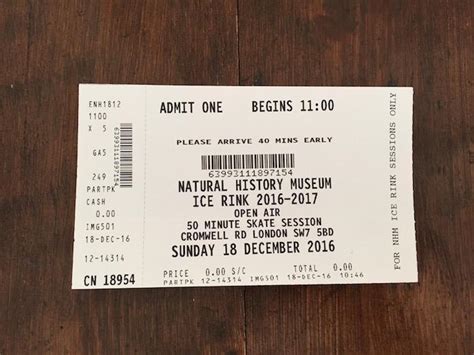 ENH1812
1100
X 5
GA5
249
PARTPK
CASH
0.00
IMG501
18-DEC-16
12-14314
CN 18954
63993111897154
ADMIT ONE BEGINS 11:00
PLEASE ARRIVE 40 MINS EARLY
63993111897154
NATURAL HISTORY MUSEUM
ICE RINK 2016-2017
OPEN AIR
50 MINUTE SKATE SESSION
CROMWELL RD LONDON SW7 5BD
SUNDAY 18 DECEMBER 2016
PRICE 0.00 S/C 0.00
12-14314 PARTPK IMG501 18-DEC-16 10:46
FOR NHM ICE RINK SESSIONS ONLY